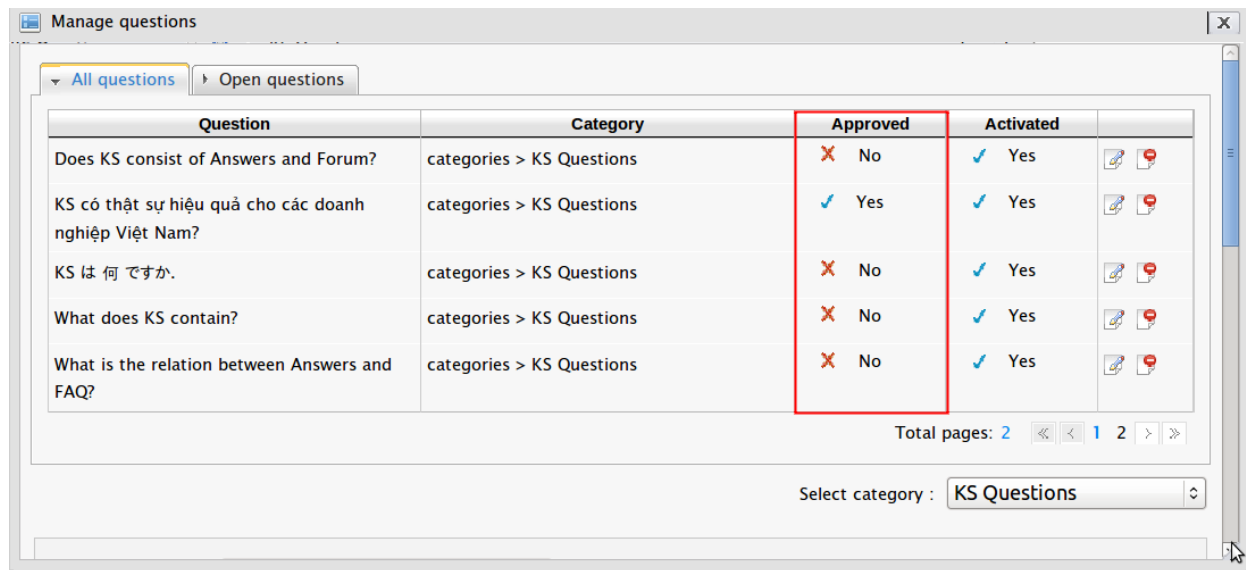 Manage questions
All questions Open questions
Question Category Approved Activated
Does KS consist of Answers and Forum? categories > KS Questions No Yes
KS có thật sự hiệu quả cho các doanh categories > KS Questions Yes Yes
nghiệp Việt Nam?
KS は 何 ですか. categories > KS Questions No Yes
What does KS contain? categories > KS Questions No Yes
What is the relation between Answers and categories > KS Questions No Yes
FAQ?
Total pages: 2 « < 1 2 > »
Select category : KS Questions